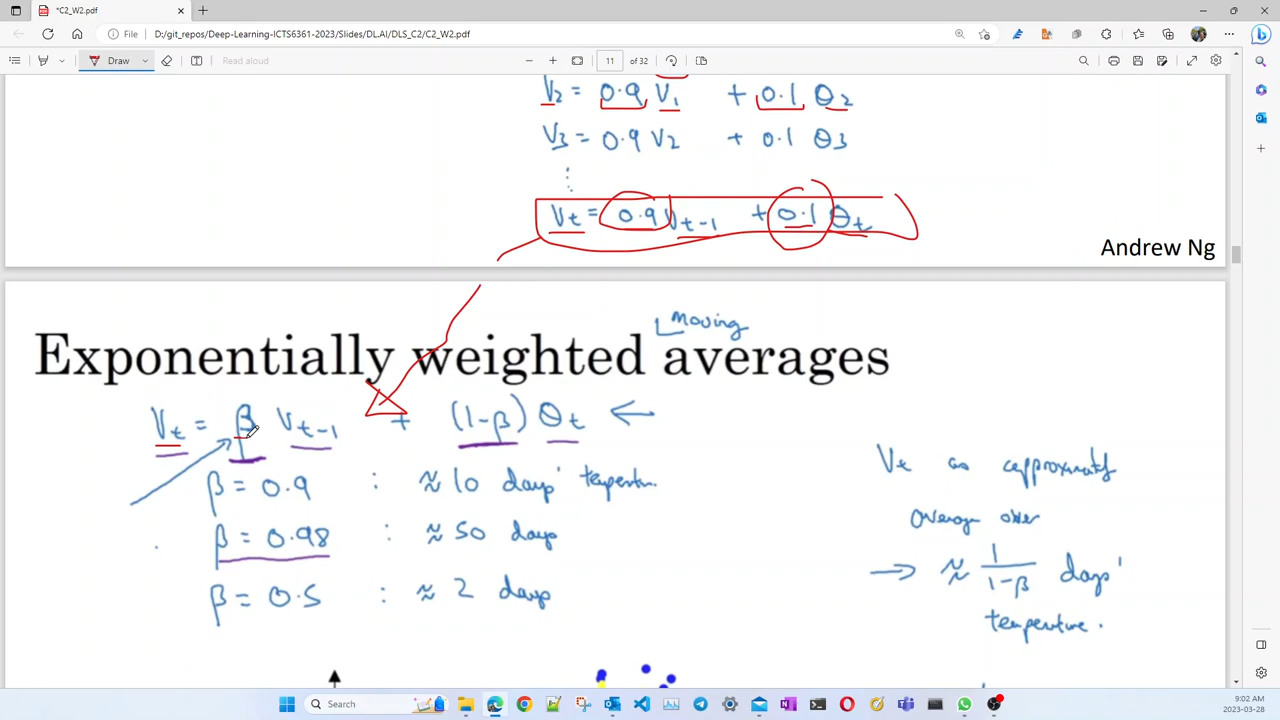 *C2_W2.pdf
File
D:/git_repos/Deep-Learning-ICTS6361-2023/Slides/DL.AI/DLS_C2/C2_W2.pdf
Draw
Read aloud
11 of 32
V2 = 0.9 V1 + 0.1 θ2
V3 = 0.9 V2 + 0.1 θ3
⋮
Vt = 0.9 Vt-1 + 0.1 θt
Andrew Ng
moving
Exponentially weighted averages
Vt = β Vt-1 + (1-β) θt ←
β = 0.9 : ≈ 10 days' temperature.
β = 0.98 : ≈ 50 days
β = 0.5 : ≈ 2 days
Vt as approximately
average over
→ ≈ 1/(1-β) days'
temperature.
Search
9:02 AM
2023-03-28